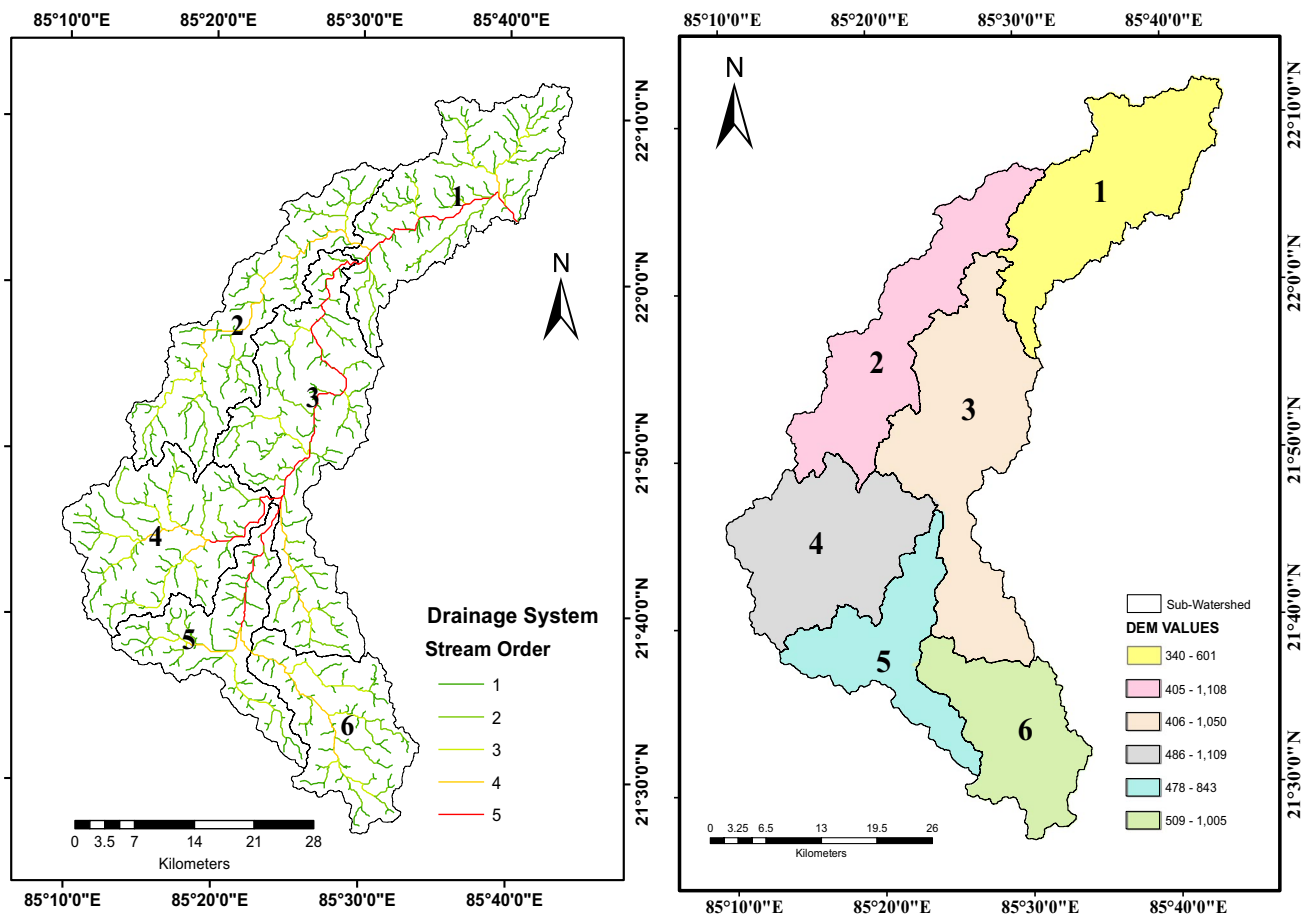 85°10'0"E 85°20'0"E 85°30'0"E 85°40'0"E
22°10'0"N
22°0'0"N
21°50'0"N
21°40'0"N
21°30'0"N
N
1
2
3
4
5
6
Drainage System
Stream Order
1
2
3
4
5
0 3.5 7 14 21 28
Kilometers
85°10'0"E 85°20'0"E 85°30'0"E 85°40'0"E
85°10'0"E 85°20'0"E 85°30'0"E 85°40'0"E
N
22°10'0"N
22°0'0"N
21°50'0"N
21°40'0"N
21°30'0"N
1
2
3
4
5
6
Sub-Watershed
DEM VALUES
340 - 601
405 - 1,108
406 - 1,050
486 - 1,109
478 - 843
509 - 1,005
0 3.25 6.5 13 19.5 26
Kilometers
85°10'0"E 85°20'0"E 85°30'0"E 85°40'0"E